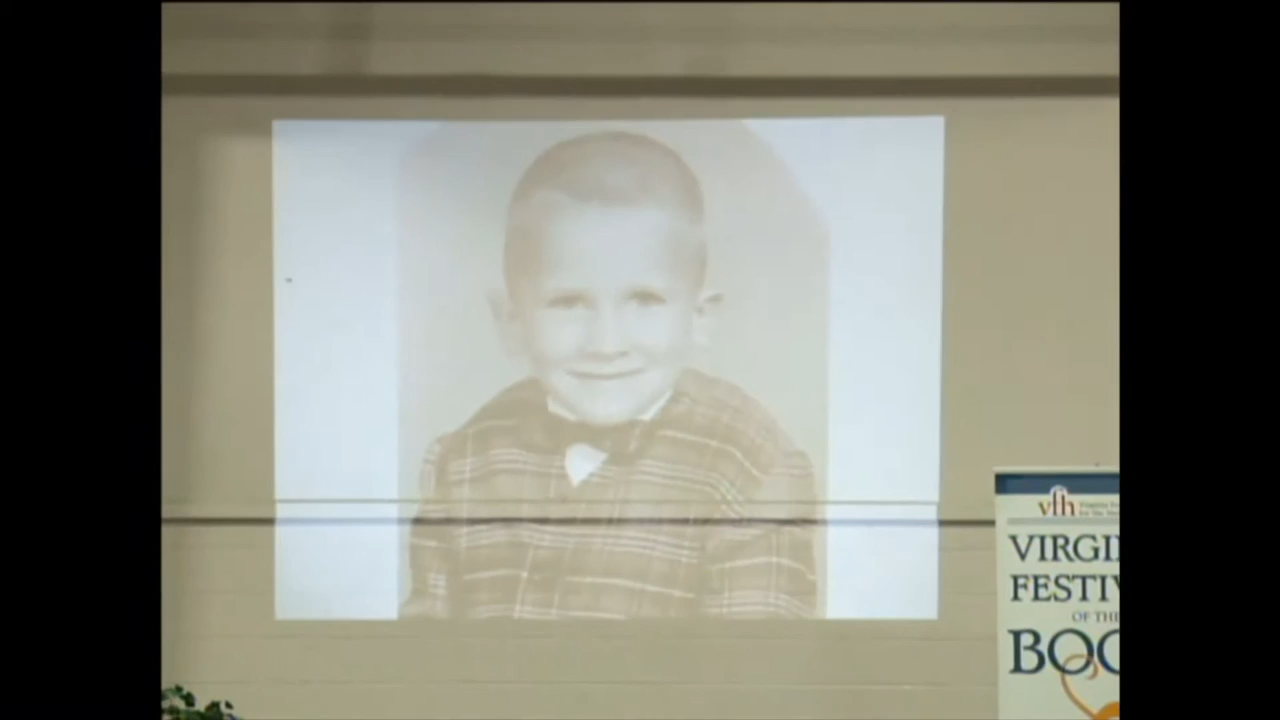 vfh
VIRGI
FESTIV
OF THE
BOO